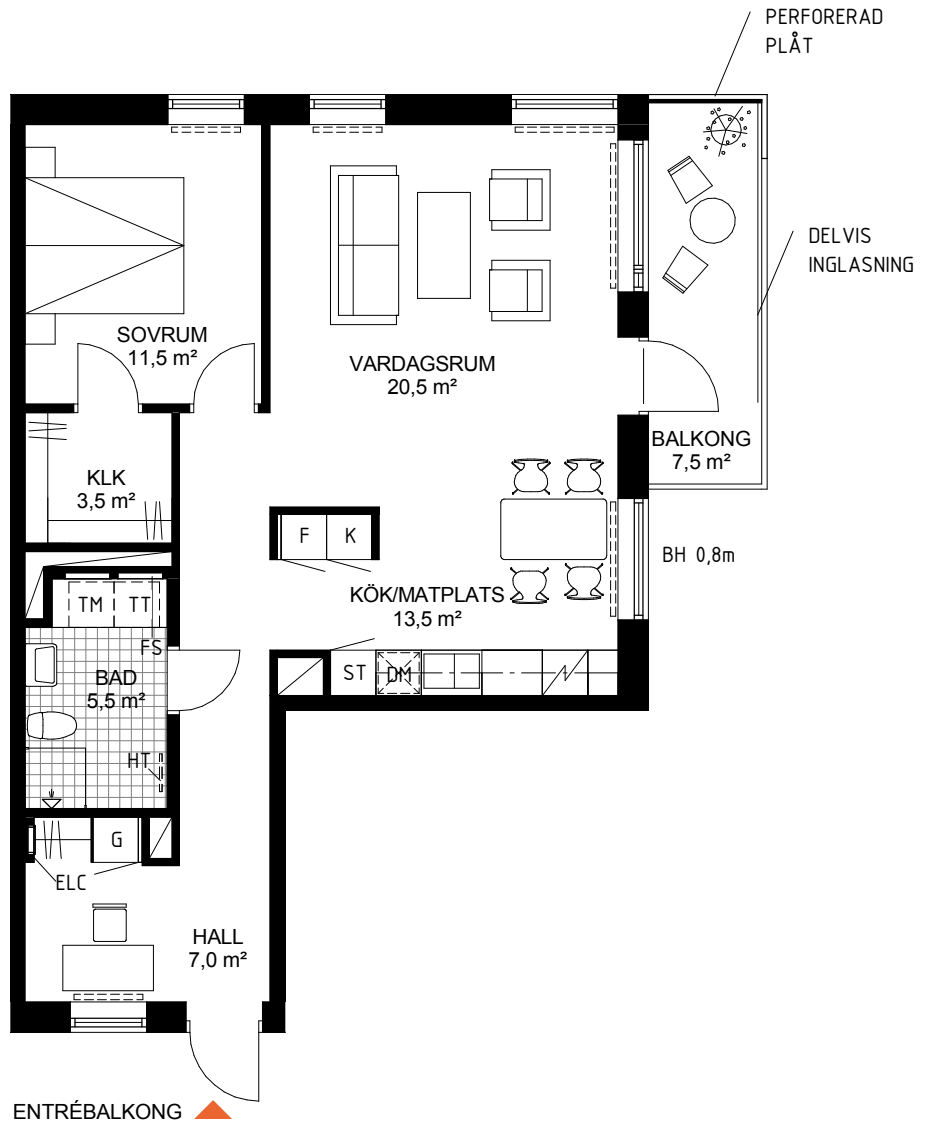 PERFORERAD
PLÅT
DELVIS
INGLASNING
SOVRUM
11,5 m²
VARDAGSRUM
20,5 m²
BALKONG
7,5 m²
KLK
3,5 m²
F
K
BH 0,8m
KÖK/MATPLATS
13,5 m²
TM
TT
FS
ST
DM
BAD
5,5 m²
HT
G
ELC
HALL
7,0 m²
ENTRÉBALKONG